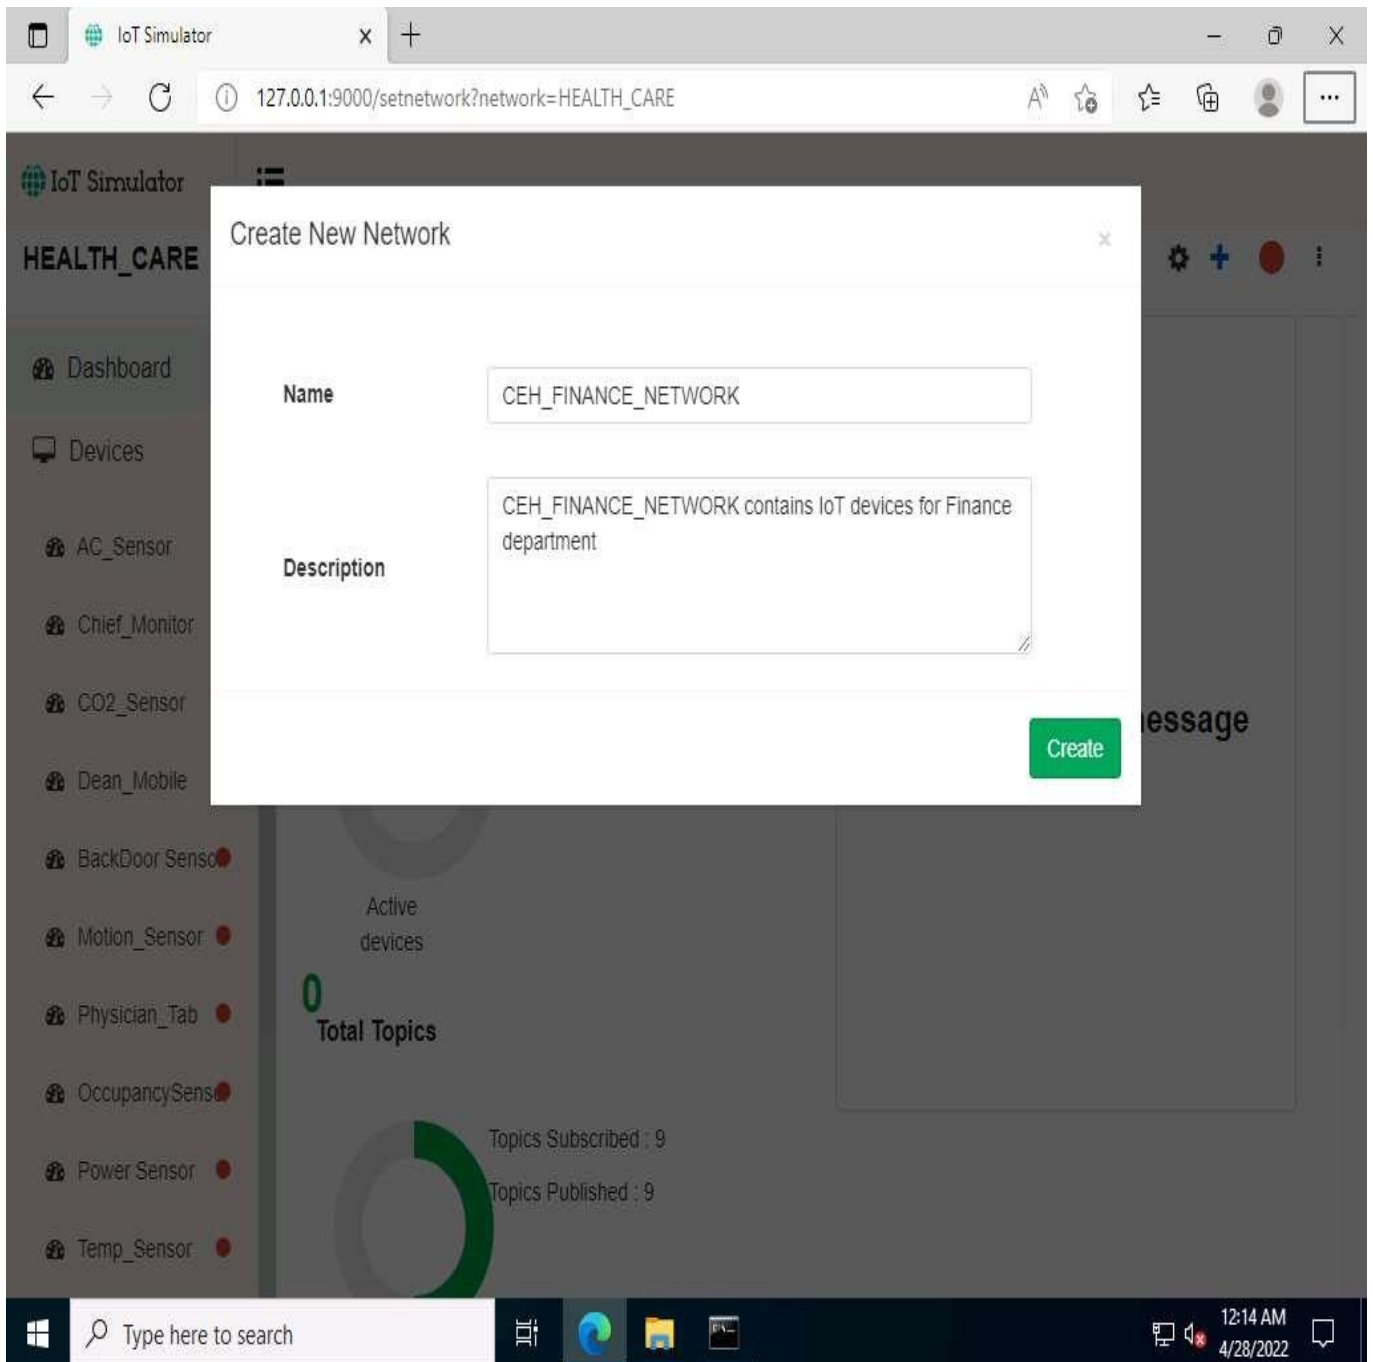 IoT Simulator
127.0.0.1:9000/setnetwork?network=HEALTH_CARE
IoT Simulator
HEALTH_CARE
Create New Network
Name
CEH_FINANCE_NETWORK
Description
CEH_FINANCE_NETWORK contains IoT devices for Finance
department
Create
Dashboard
Devices
AC_Sensor
Chief_Monitor
CO2_Sensor
Dean_Mobile
BackDoor Senso
Motion_Sensor
Physician_Tab
OccupancySenso
Power Sensor
Temp_Sensor
essage
Active
devices
0
Total Topics
Topics Subscribed : 9
Topics Published : 9
Type here to search
12:14 AM
4/28/2022